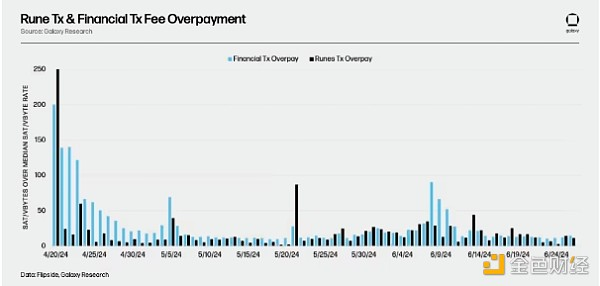 Rune Tx & Financial Tx Fee Overpayment
Source: Galaxy Research
galaxy
Financial Tx Overpay Runes Tx Overpay
SAT/VBYTES OVER MEDIAN SAT/VBYTE RATE
250
200
150
100
50
0
4/20/24 4/25/24 4/30/24 5/5/24 5/10/24 5/15/24 5/20/24 5/25/24 5/30/24 6/4/24 6/9/24 6/14/24 6/19/24 6/24/24
Data: Flipside, Galaxy Research
金色财经